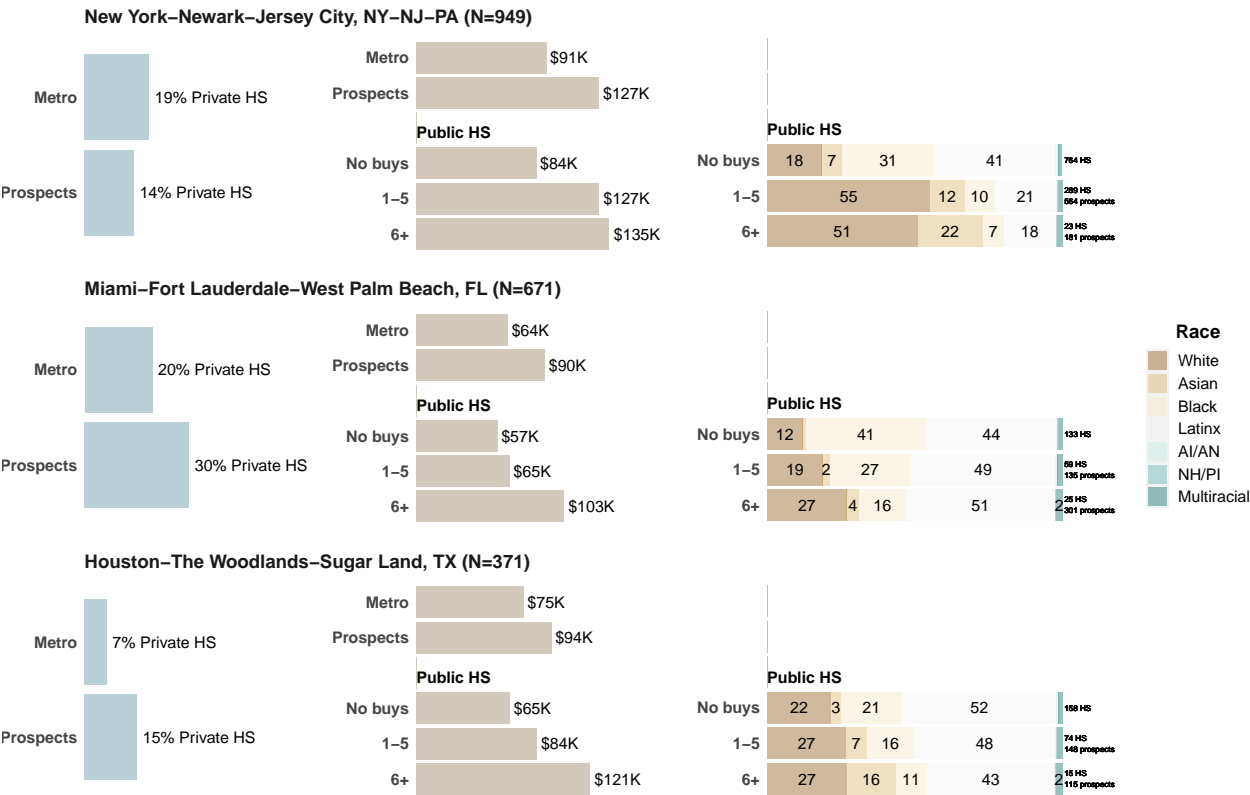 New York–Newark–Jersey City, NY–NJ–PA (N=949)
Metro
19% Private HS
Prospects
14% Private HS
Metro
$91K
Prospects
$127K
Public HS
No buys
$84K
1–5
$127K
6+
$135K
Public HS
No buys
18 7 31 41
764 HS
1–5
55 12 10 21
289 HS
584 prospects
6+
51 22 7 18
23 HS
181 prospects
Miami–Fort Lauderdale–West Palm Beach, FL (N=671)
Metro
20% Private HS
Prospects
30% Private HS
Metro
$64K
Prospects
$90K
Public HS
No buys
$57K
1–5
$65K
6+
$103K
Public HS
No buys
12 41 44
133 HS
1–5
19 2 27 49
59 HS
135 prospects
6+
27 4 16 51 2
25 HS
301 prospects
Race
White
Asian
Black
Latinx
AI/AN
NH/PI
Multiracial
Houston–The Woodlands–Sugar Land, TX (N=371)
Metro
7% Private HS
Prospects
15% Private HS
Metro
$75K
Prospects
$94K
Public HS
No buys
$65K
1–5
$84K
6+
$121K
Public HS
No buys
22 3 21 52
158 HS
1–5
27 7 16 48
74 HS
148 prospects
6+
27 16 11 43 2
15 HS
115 prospects